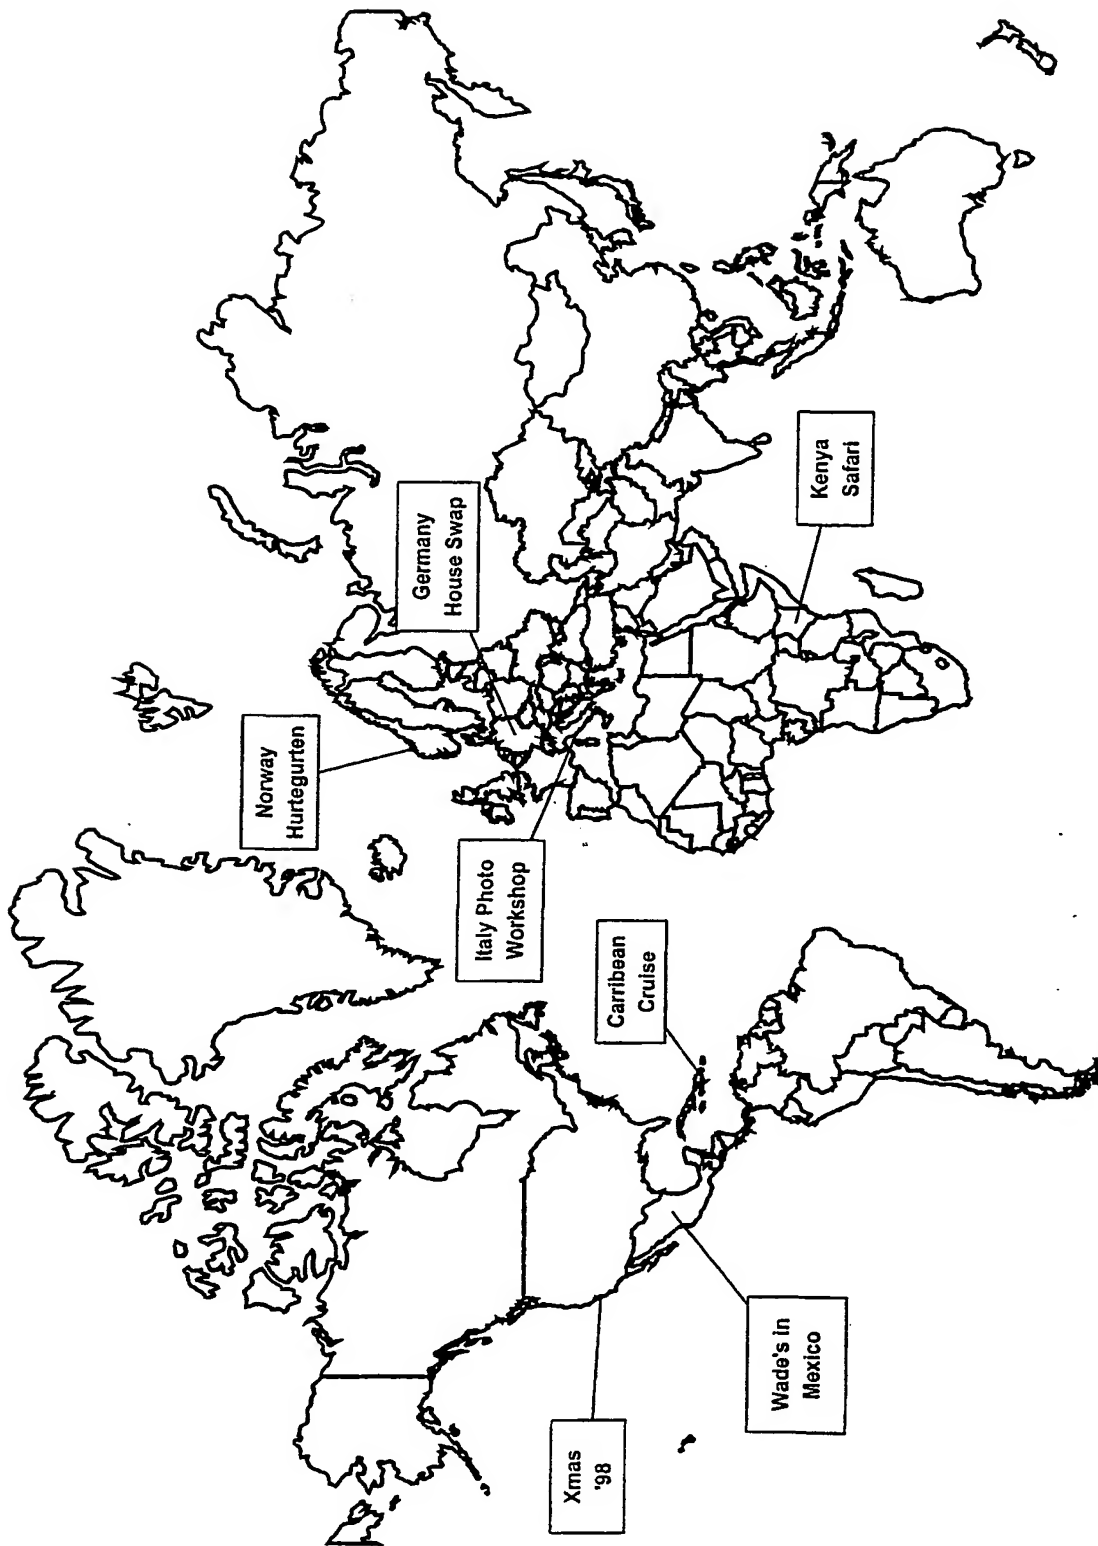 Norway
Hurtegurten
Germany
House Swap
Italy Photo
Workshop
Carribean
Cruise
Kenya
Safari
Xmas
'98
Wade's in
Mexico